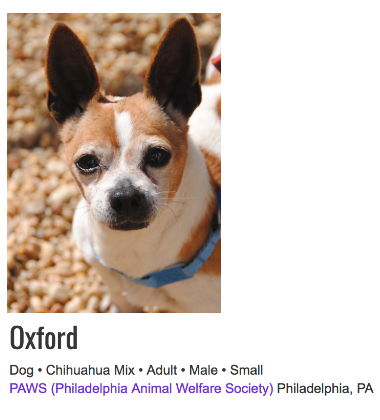 Oxford
Dog • Chihuahua Mix • Adult • Male • Small
PAWS (Philadelphia Animal Welfare Society) Philadelphia, PA